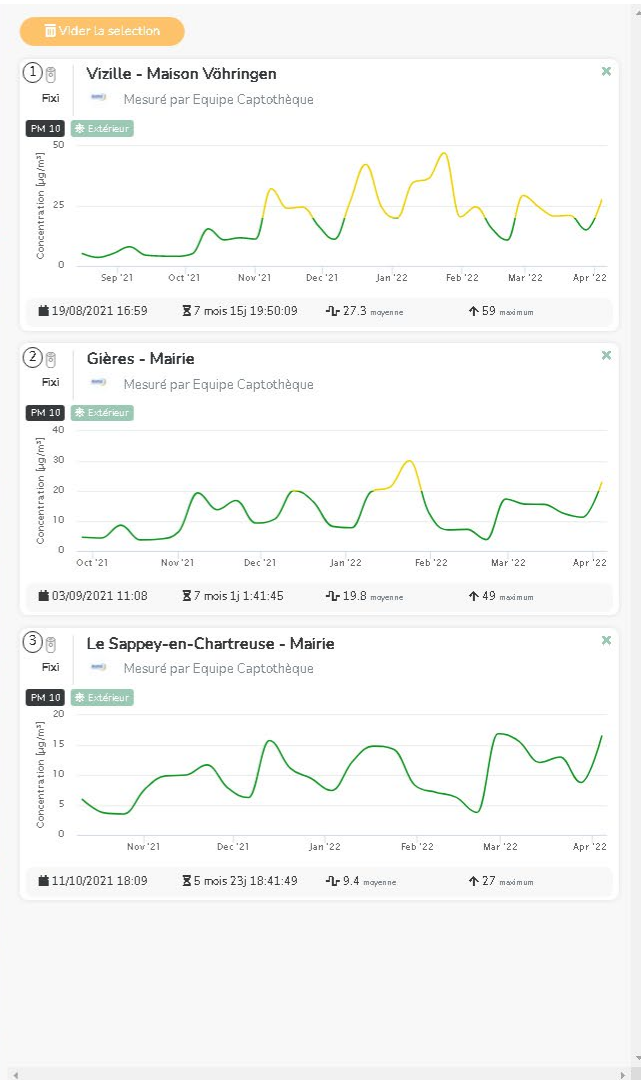 Vider la selection
1
Vizille - Maison Vöhringen
Fixi
Mesuré par Equipe Captothèque
PM 10 Extérieur
Concentration [µg/m³]
50
25
0
Sep '21 Oct '21 Nov '21 Dec '21 Jan '22 Feb '22 Mar '22 Apr '22
19/08/2021 16:59 7 mois 15j 19:50:09 27.3 moyenne 59 maximum
2
Gières - Mairie
Fixi
Mesuré par Equipe Captothèque
PM 10 Extérieur
Concentration [µg/m³]
40
30
20
10
0
Oct '21 Nov '21 Dec '21 Jan '22 Feb '22 Mar '22 Apr '22
03/09/2021 11:08 7 mois 1j 1:41:45 19.8 moyenne 49 maximum
3
Le Sappey-en-Chartreuse - Mairie
Fixi
Mesuré par Equipe Captothèque
PM 10 Extérieur
Concentration [µg/m³]
20
15
10
5
0
Nov '21 Dec '21 Jan '22 Feb '22 Mar '22 Apr '22
11/10/2021 18:09 5 mois 23j 18:41:49 9.4 moyenne 27 maximum